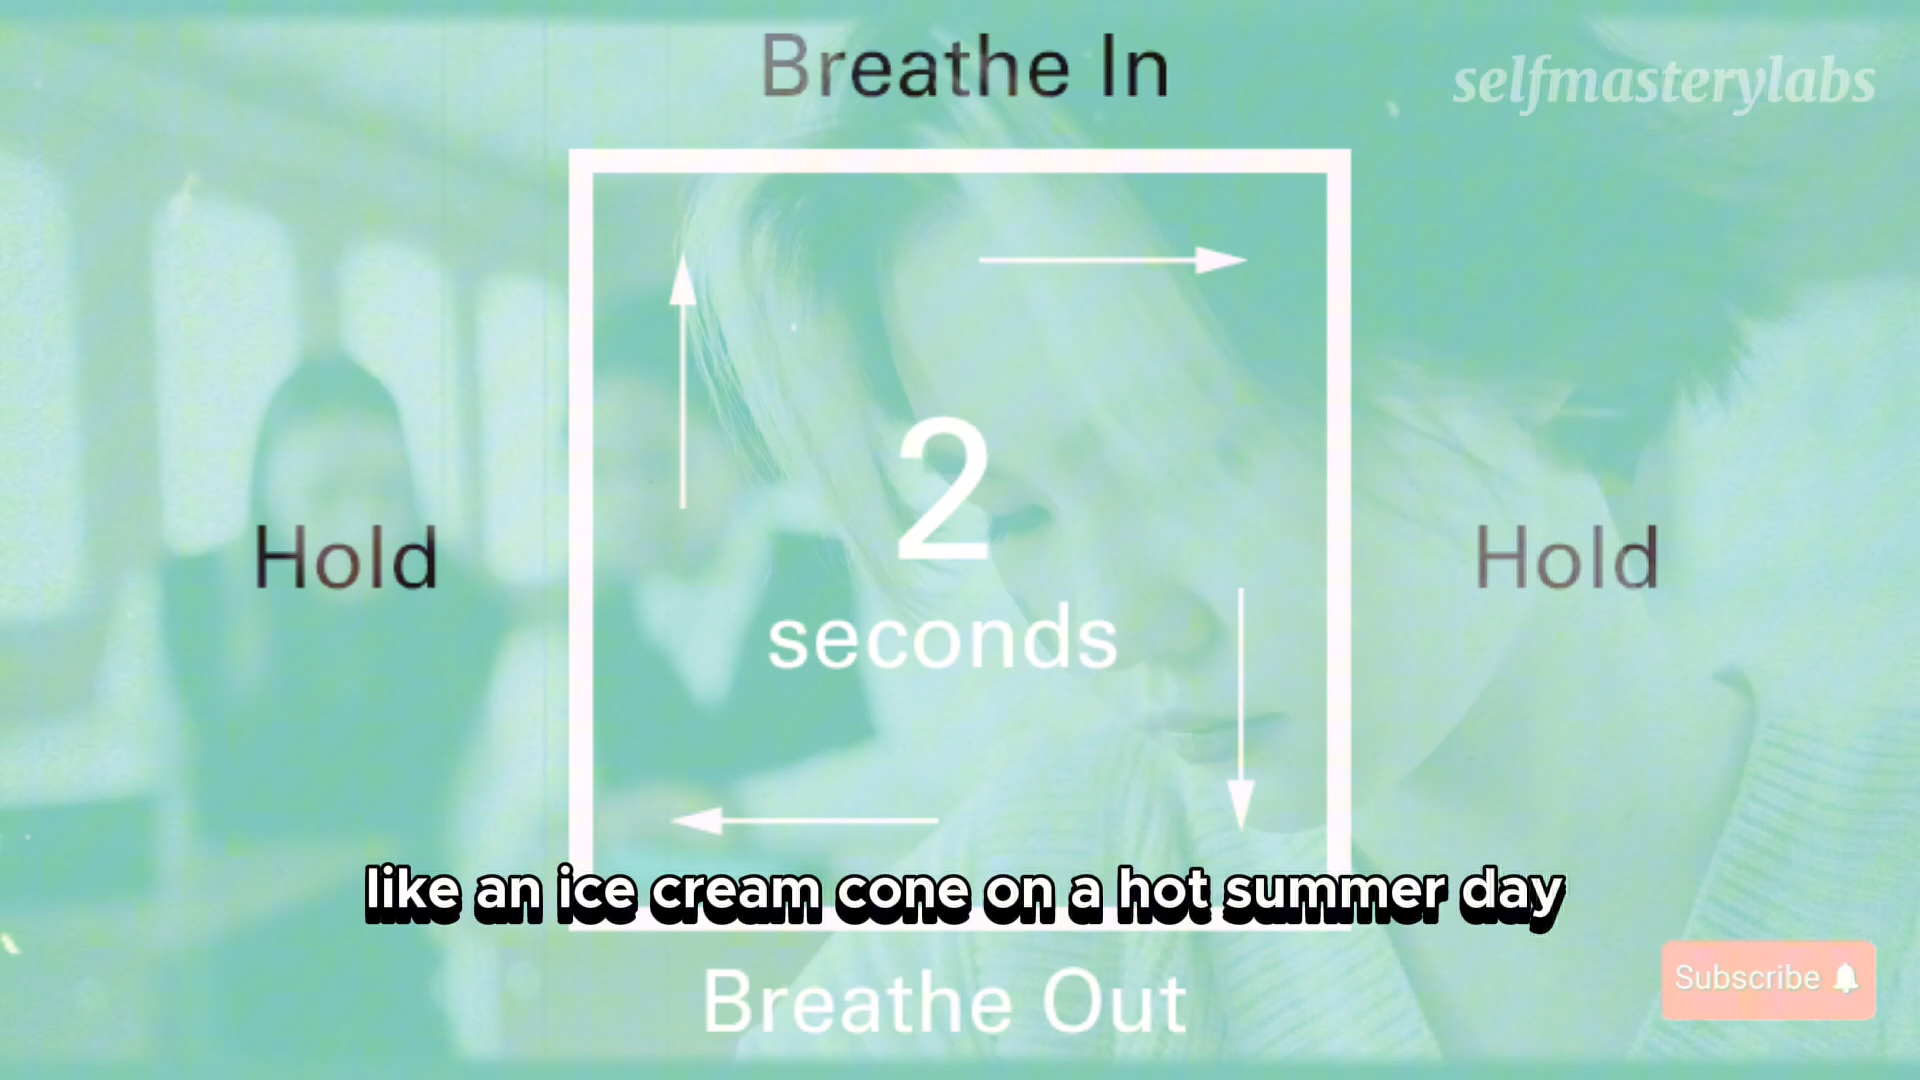 Breathe In
selfmasterylabs
2
seconds
Hold
Hold
like an ice cream cone on a hot summer day
Breathe Out
Subscribe